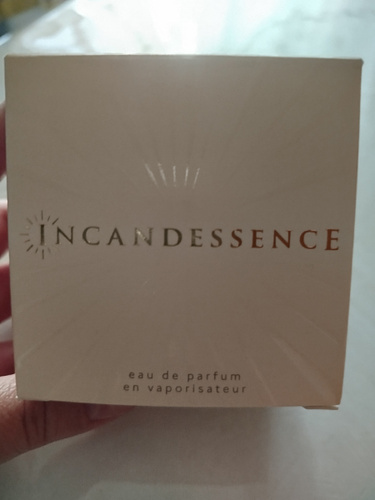 INCANDESSENCE
eau de parfum
en vaporisateur